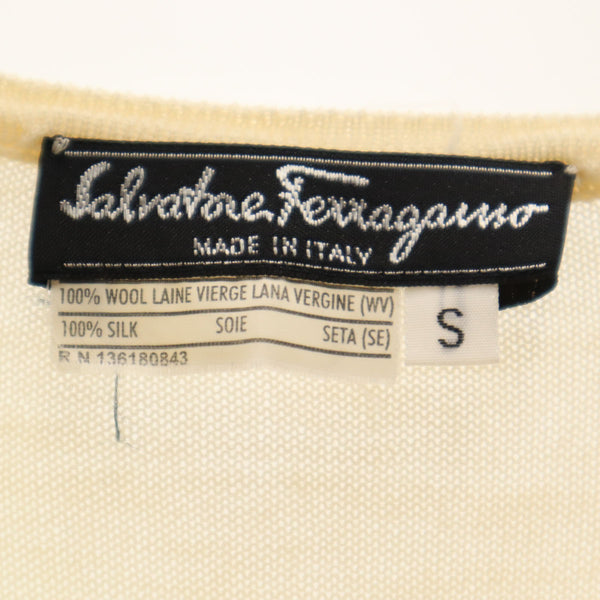 Salvatore Ferragamo
MADE IN ITALY
100% WOOL LAINE VIERGE LANA VERGINE (WV)
100% SILK SOIE SETA (SE)
R N 136180843
S